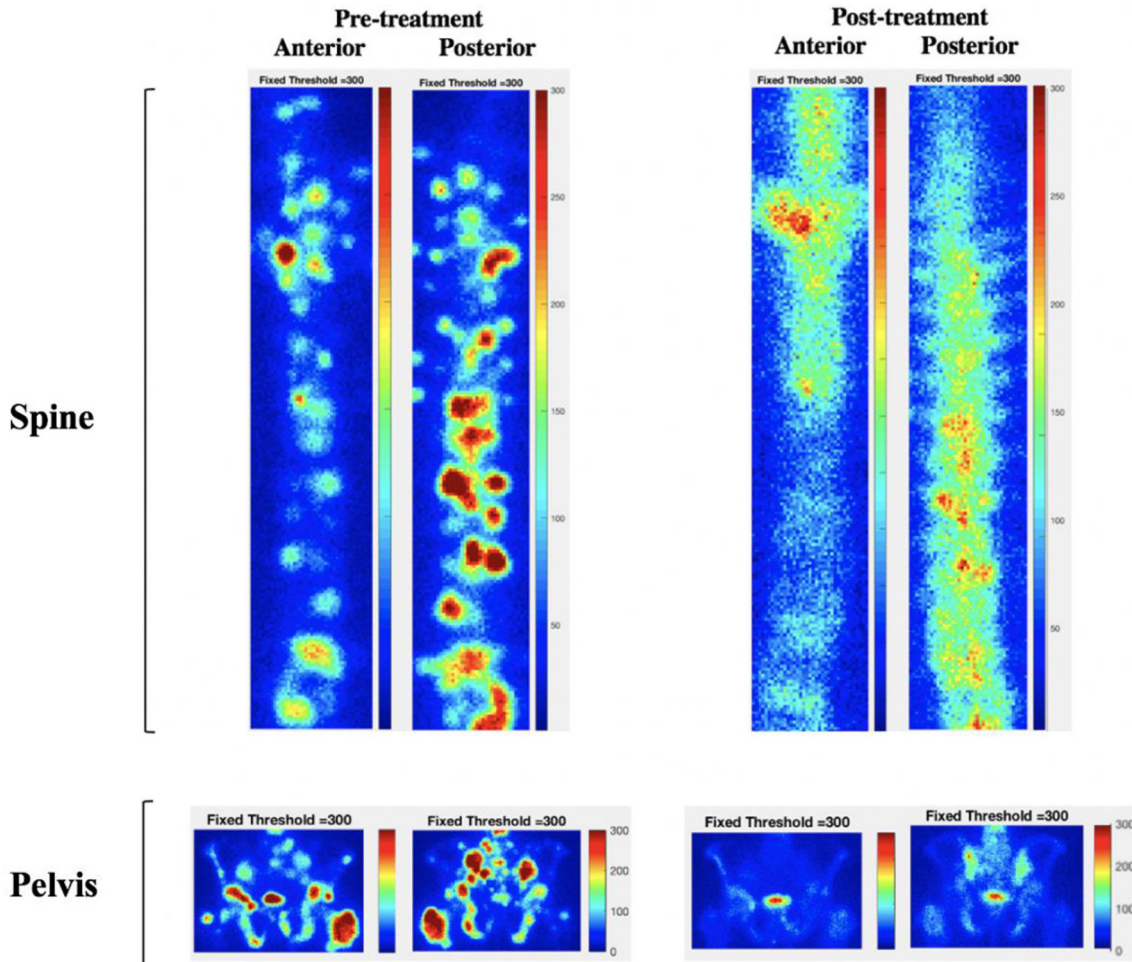 Pre-treatment Post-treatment
Anterior Posterior Anterior Posterior
Fixed Threshold =300 Fixed Threshold =300 Fixed Threshold =300 Fixed Threshold =300
300 300
250 250
200 200
Spine
150 150
100 100
50 50
Fixed Threshold =300 Fixed Threshold =300 Fixed Threshold =300 Fixed Threshold =300
300 300
200 200
Pelvis
100 100
0 0